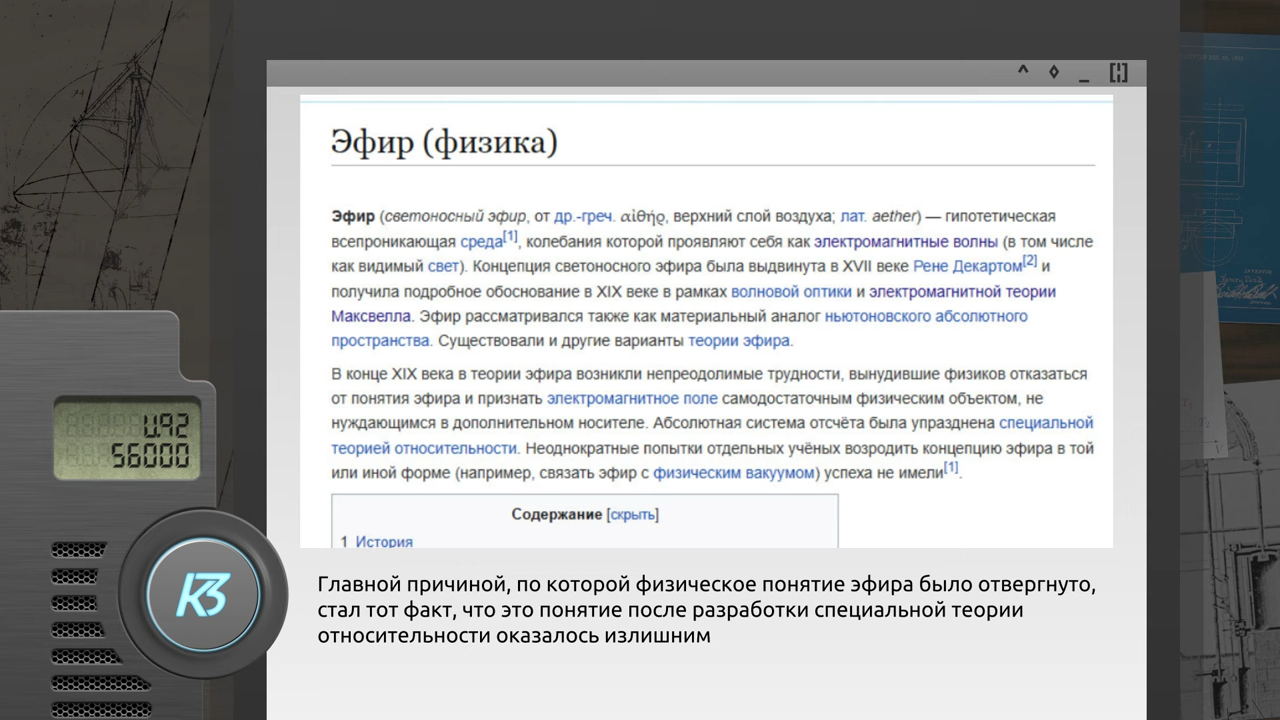 ^ ◊ _ [¦]
Эфир (физика)
Эфир (светоносный эфир, от др.-греч. αἰθήρ, верхний слой воздуха; лат. aether) — гипотетическая
всепроникающая среда[1], колебания которой проявляют себя как электромагнитные волны (в том числе
как видимый свет). Концепция светоносного эфира была выдвинута в XVII веке Рене Декартом[2] и
получила подробное обоснование в XIX веке в рамках волновой оптики и электромагнитной теории
Максвелла. Эфир рассматривался также как материальный аналог ньютоновского абсолютного
пространства. Существовали и другие варианты теории эфира.
В конце XIX века в теории эфира возникли непреодолимые трудности, вынудившие физиков отказаться
от понятия эфира и признать электромагнитное поле самодостаточным физическим объектом, не
нуждающимся в дополнительном носителе. Абсолютная система отсчёта была упразднена специальной
теорией относительности. Неоднократные попытки отдельных учёных возродить концепцию эфира в той
или иной форме (например, связать эфир с физическим вакуумом) успеха не имели[1].
Содержание [скрыть]
1 История
Главной причиной, по которой физическое понятие эфира было отвергнуто,
стал тот факт, что это понятие после разработки специальной теории
относительности оказалось излишним
56000
К3